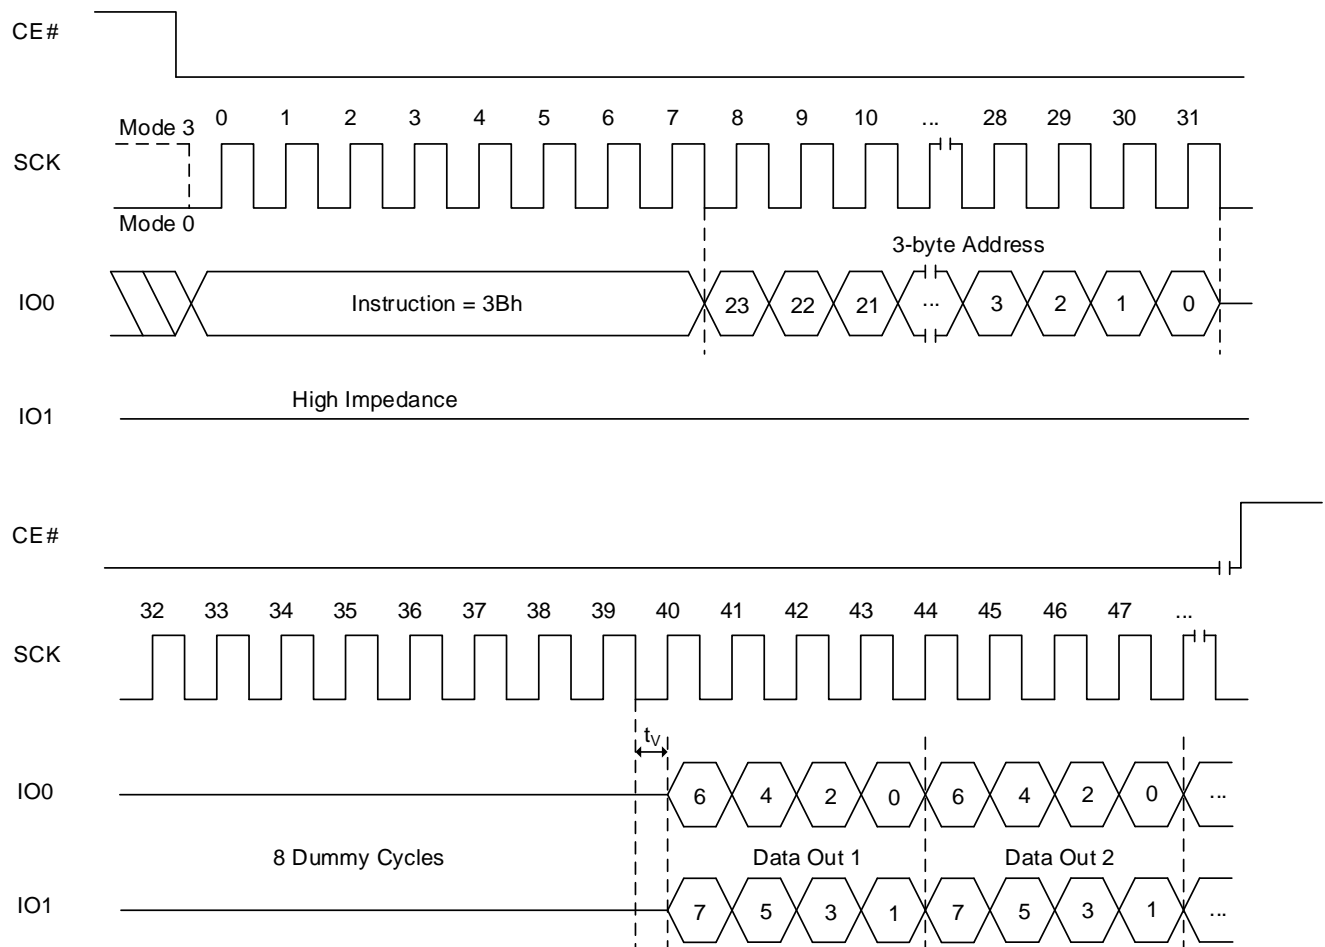 CE#
Mode 3 0 1 2 3 4 5 6 7 8 9 10 ... 28 29 30 31
SCK
Mode 0
3-byte Address
IO0 Instruction = 3Bh 23 22 21 ... 3 2 1 0
High Impedance
IO1
CE#
32 33 34 35 36 37 38 39 40 41 42 43 44 45 46 47 ...
SCK
tV
IO0 6 4 2 0 6 4 2 0 ...
8 Dummy Cycles Data Out 1 Data Out 2
IO1 7 5 3 1 7 5 3 1 ...